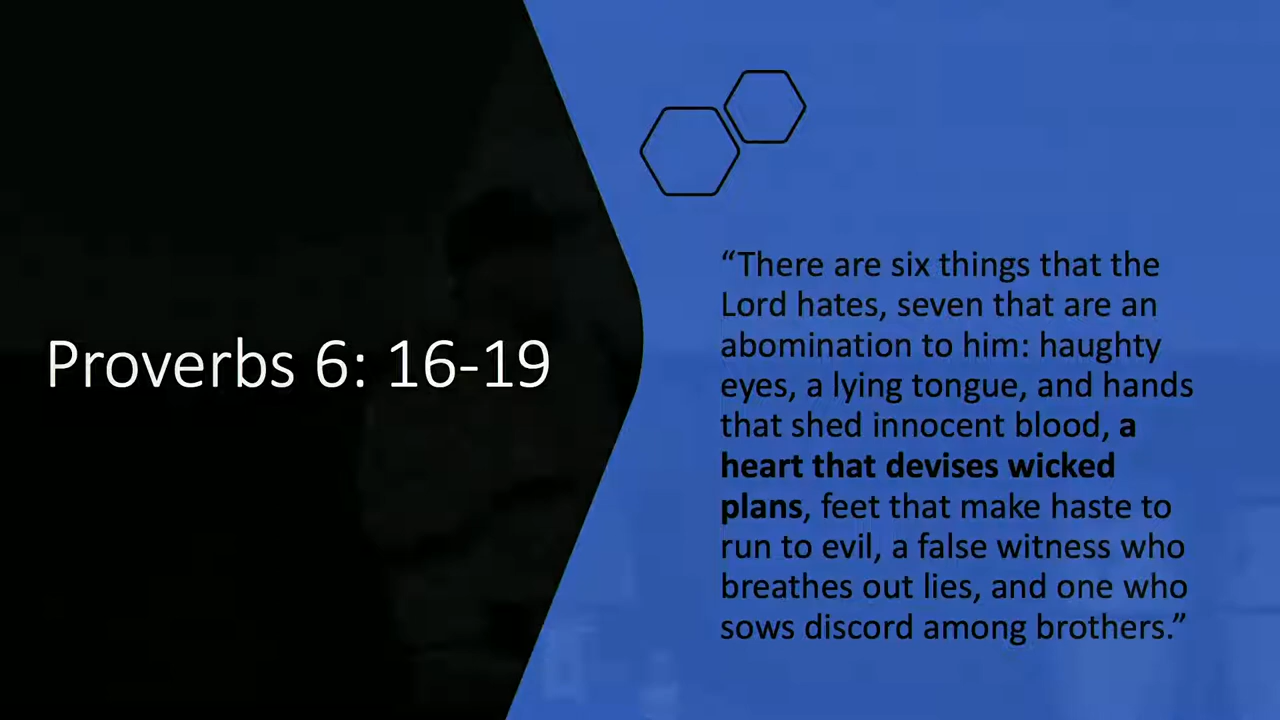 Proverbs 6: 16-19
“There are six things that the
Lord hates, seven that are an
abomination to him: haughty
eyes, a lying tongue, and hands
that shed innocent blood, a
heart that devises wicked
plans, feet that make haste to
run to evil, a false witness who
breathes out lies, and one who
sows discord among brothers.”